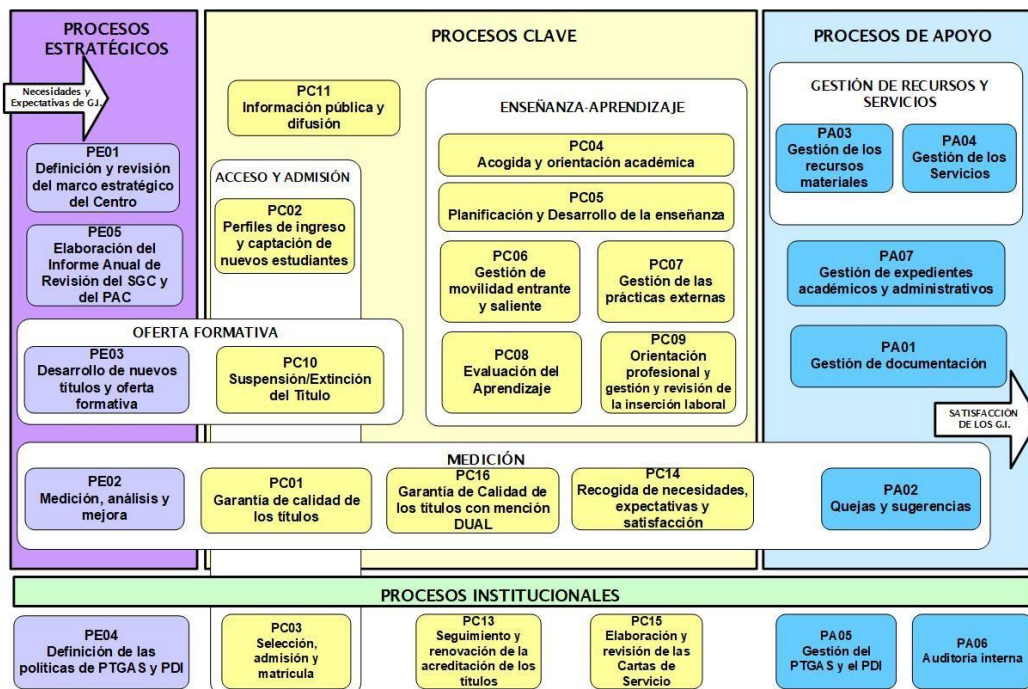 PROCESOS
ESTRATÉGICOS
Necesidades y
Expectativas de G.I.
PE01
Definición y revisión
del marco estratégico
del Centro
PE05
Elaboración del
Informe Anual de
Revisión del SGC y
del PAC
PROCESOS CLAVE
PC11
Información pública y
difusión
ACCESO Y ADMISIÓN
PC02
Perfiles de ingreso
y captación de
nuevos estudiantes
OFERTA FORMATIVA
PE03
Desarrollo de nuevos
títulos y oferta
formativa
PC10
Suspensión/Extinción
del Título
ENSEÑANZA-APRENDIZAJE
PC04
Acogida y orientación académica
PC05
Planificación y Desarrollo de la enseñanza
PC06
Gestión de
movilidad entrante
y saliente
PC07
Gestión de las
prácticas externas
PC08
Evaluación del
Aprendizaje
PC09
Orientación
profesional y
gestión y revisión de
la inserción laboral
PROCESOS DE APOYO
GESTIÓN DE RECURSOS Y
SERVICIOS
PA03
Gestión de los
recursos
materiales
PA04
Gestión de los
Servicios
PA07
Gestión de expedientes
académicos y administrativos
PA01
Gestión de documentación
SATISFACCIÓN
DE LOS G.I.
MEDICIÓN
PE02
Medición, análisis y
mejora
PC01
Garantía de calidad de
los títulos
PC16
Garantía de Calidad de
los títulos con mención
DUAL
PC14
Recogida de necesidades,
expectativas y
satisfacción
PA02
Quejas y sugerencias
PROCESOS INSTITUCIONALES
PE04
Definición de las
políticas de PTGAS y PDI
PC03
Selección,
admisión y
matrícula
PC13
Seguimiento y
renovación de la
acreditación de los
títulos
PC15
Elaboración y
revisión de las
Cartas de
Servicio
PA05
Gestión del
PTGAS y el PDI
PA06
Auditoría interna